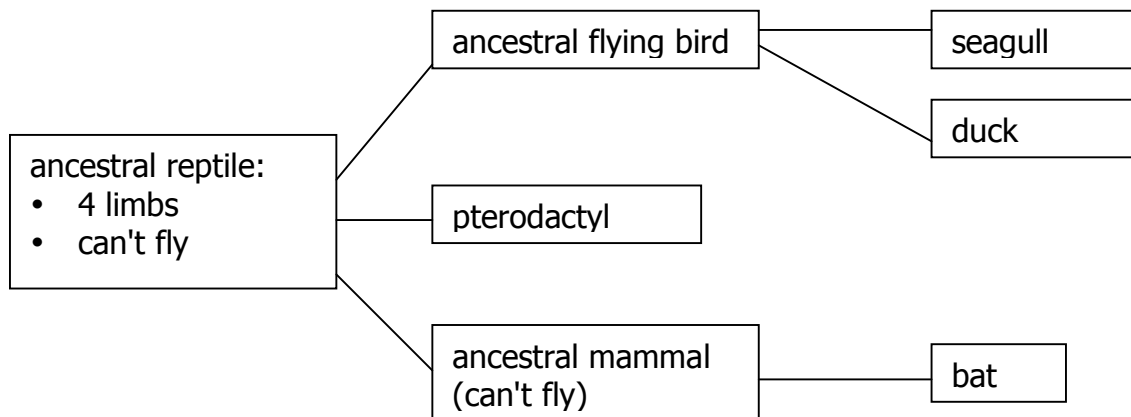 ancestral flying bird
seagull
duck
ancestral reptile:
• 4 limbs
• can't fly
pterodactyl
ancestral mammal
(can't fly)
bat